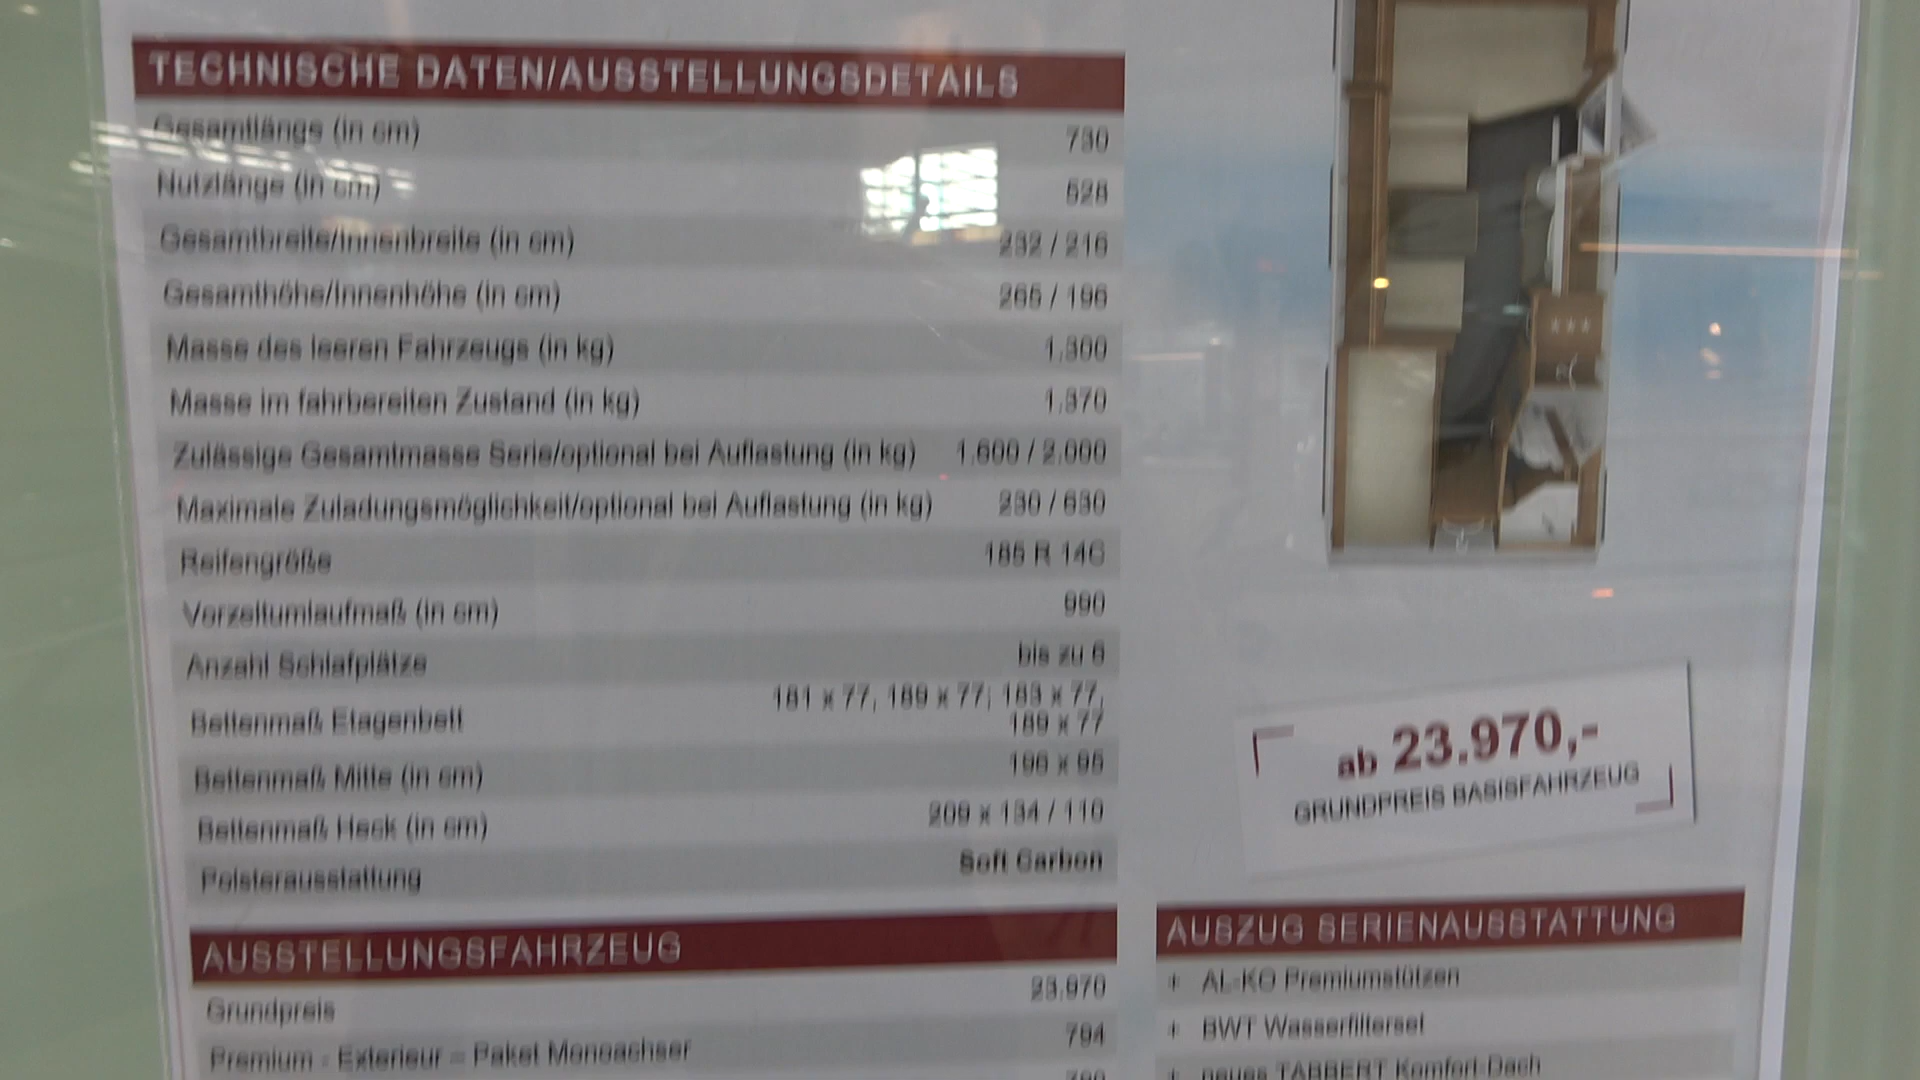 TECHNISCHE DATEN/AUSSTELLUNGSDETAILS
Gesamtlänge (in cm) 730
Nutzlänge (in cm) 528
Gesamtbreite/Innenbreite (in cm) 232 / 216
Gesamthöhe/Innenhöhe (in cm) 265 / 196
Masse des leeren Fahrzeugs (in kg) 1.300
Masse im fahrbereiten Zustand (in kg) 1.370
Zulässige Gesamtmasse Serie/optional bei Auflastung (in kg) 1.600 / 2.000
Maximale Zuladungsmöglichkeit/optional bei Auflastung (in kg) 230 / 630
Reifengröße 185 R 14C
Vorzeltumlaufmaß (in cm) 990
Anzahl Schlafplätze bis zu 6
Bettenmaß Etagenbett 181 x 77, 189 x 77; 183 x 77,
189 x 77
Bettenmaß Mitte (in cm) 196 x 95
Bettenmaß Heck (in cm) 209 x 134 / 110
Polsterausstattung Soft Carbon
ab 23.970,-
GRUNDPREIS BASISFAHRZEUG
AUSSTELLUNGSFAHRZEUG
Grundpreis 23.970
Premium - Exterieur - Paket Monoachser 794
AUSZUG SERIENAUSSTATTUNG
+ AL-KO Premiumstützen
+ BWT Wasserfilterset
+ neues TABBERT Komfort-Dach